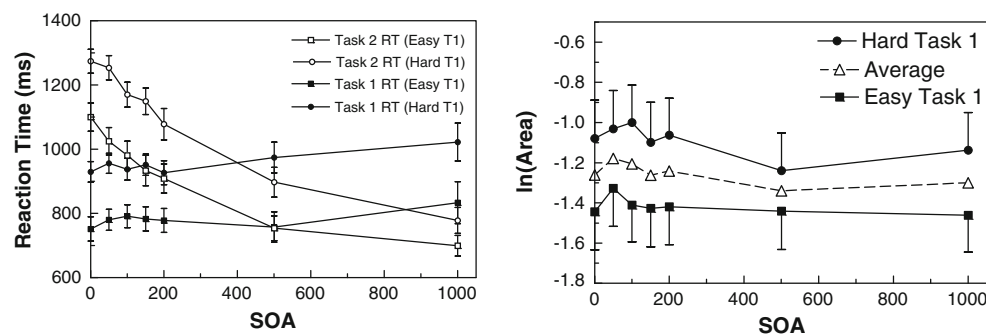 1400
1200
1000
800
600
Reaction Time (ms)
Task 2 RT (Easy T1)
Task 2 RT (Hard T1)
Task 1 RT (Easy T1)
Task 1 RT (Hard T1)
0 200 400 600 800 1000
SOA
-0.6
-0.8
-1.0
-1.2
-1.4
-1.6
-1.8
ln(Area)
Hard Task 1
Average
Easy Task 1
0 200 400 600 800 1000
SOA